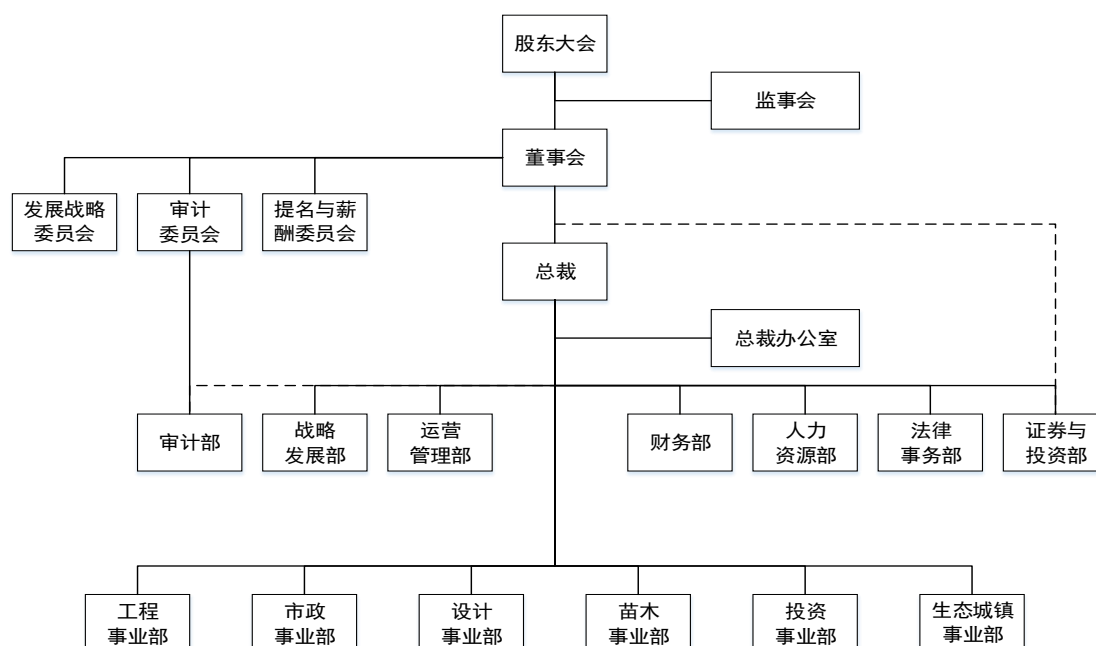 股东大会
监事会
董事会
发展战略
委员会
审计
委员会
提名与薪
酬委员会
总裁
总裁办公室
审计部
战略
发展部
运营
管理部
财务部
人力
资源部
法律
事务部
证券与
投资部
工程
事业部
市政
事业部
设计
事业部
苗木
事业部
投资
事业部
生态城镇
事业部